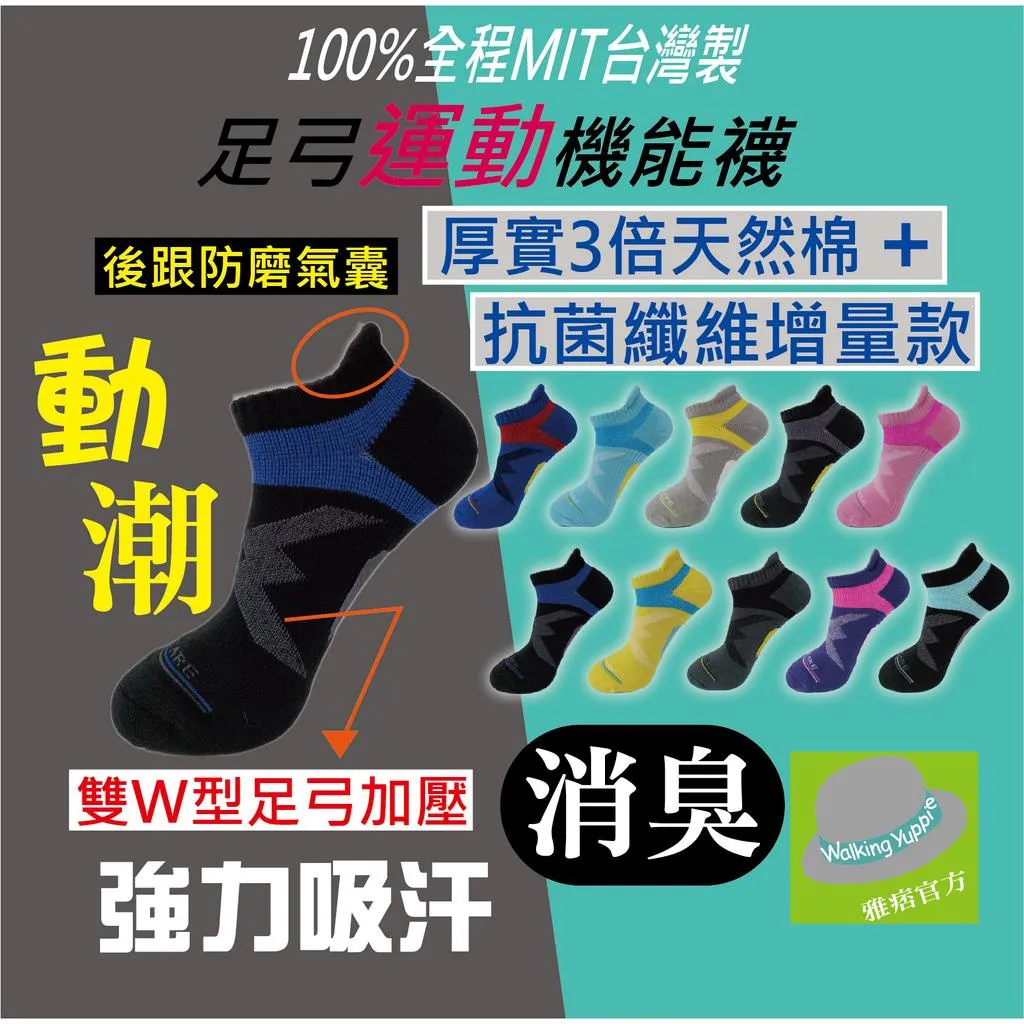 100%全程MIT台灣製
足弓運動機能襪
厚實3倍天然棉 +
抗菌纖維增量款
後跟防磨氣囊
動
潮
雙W型足弓加壓
強力吸汗
消臭
Walking Yuppie
雅痞官方